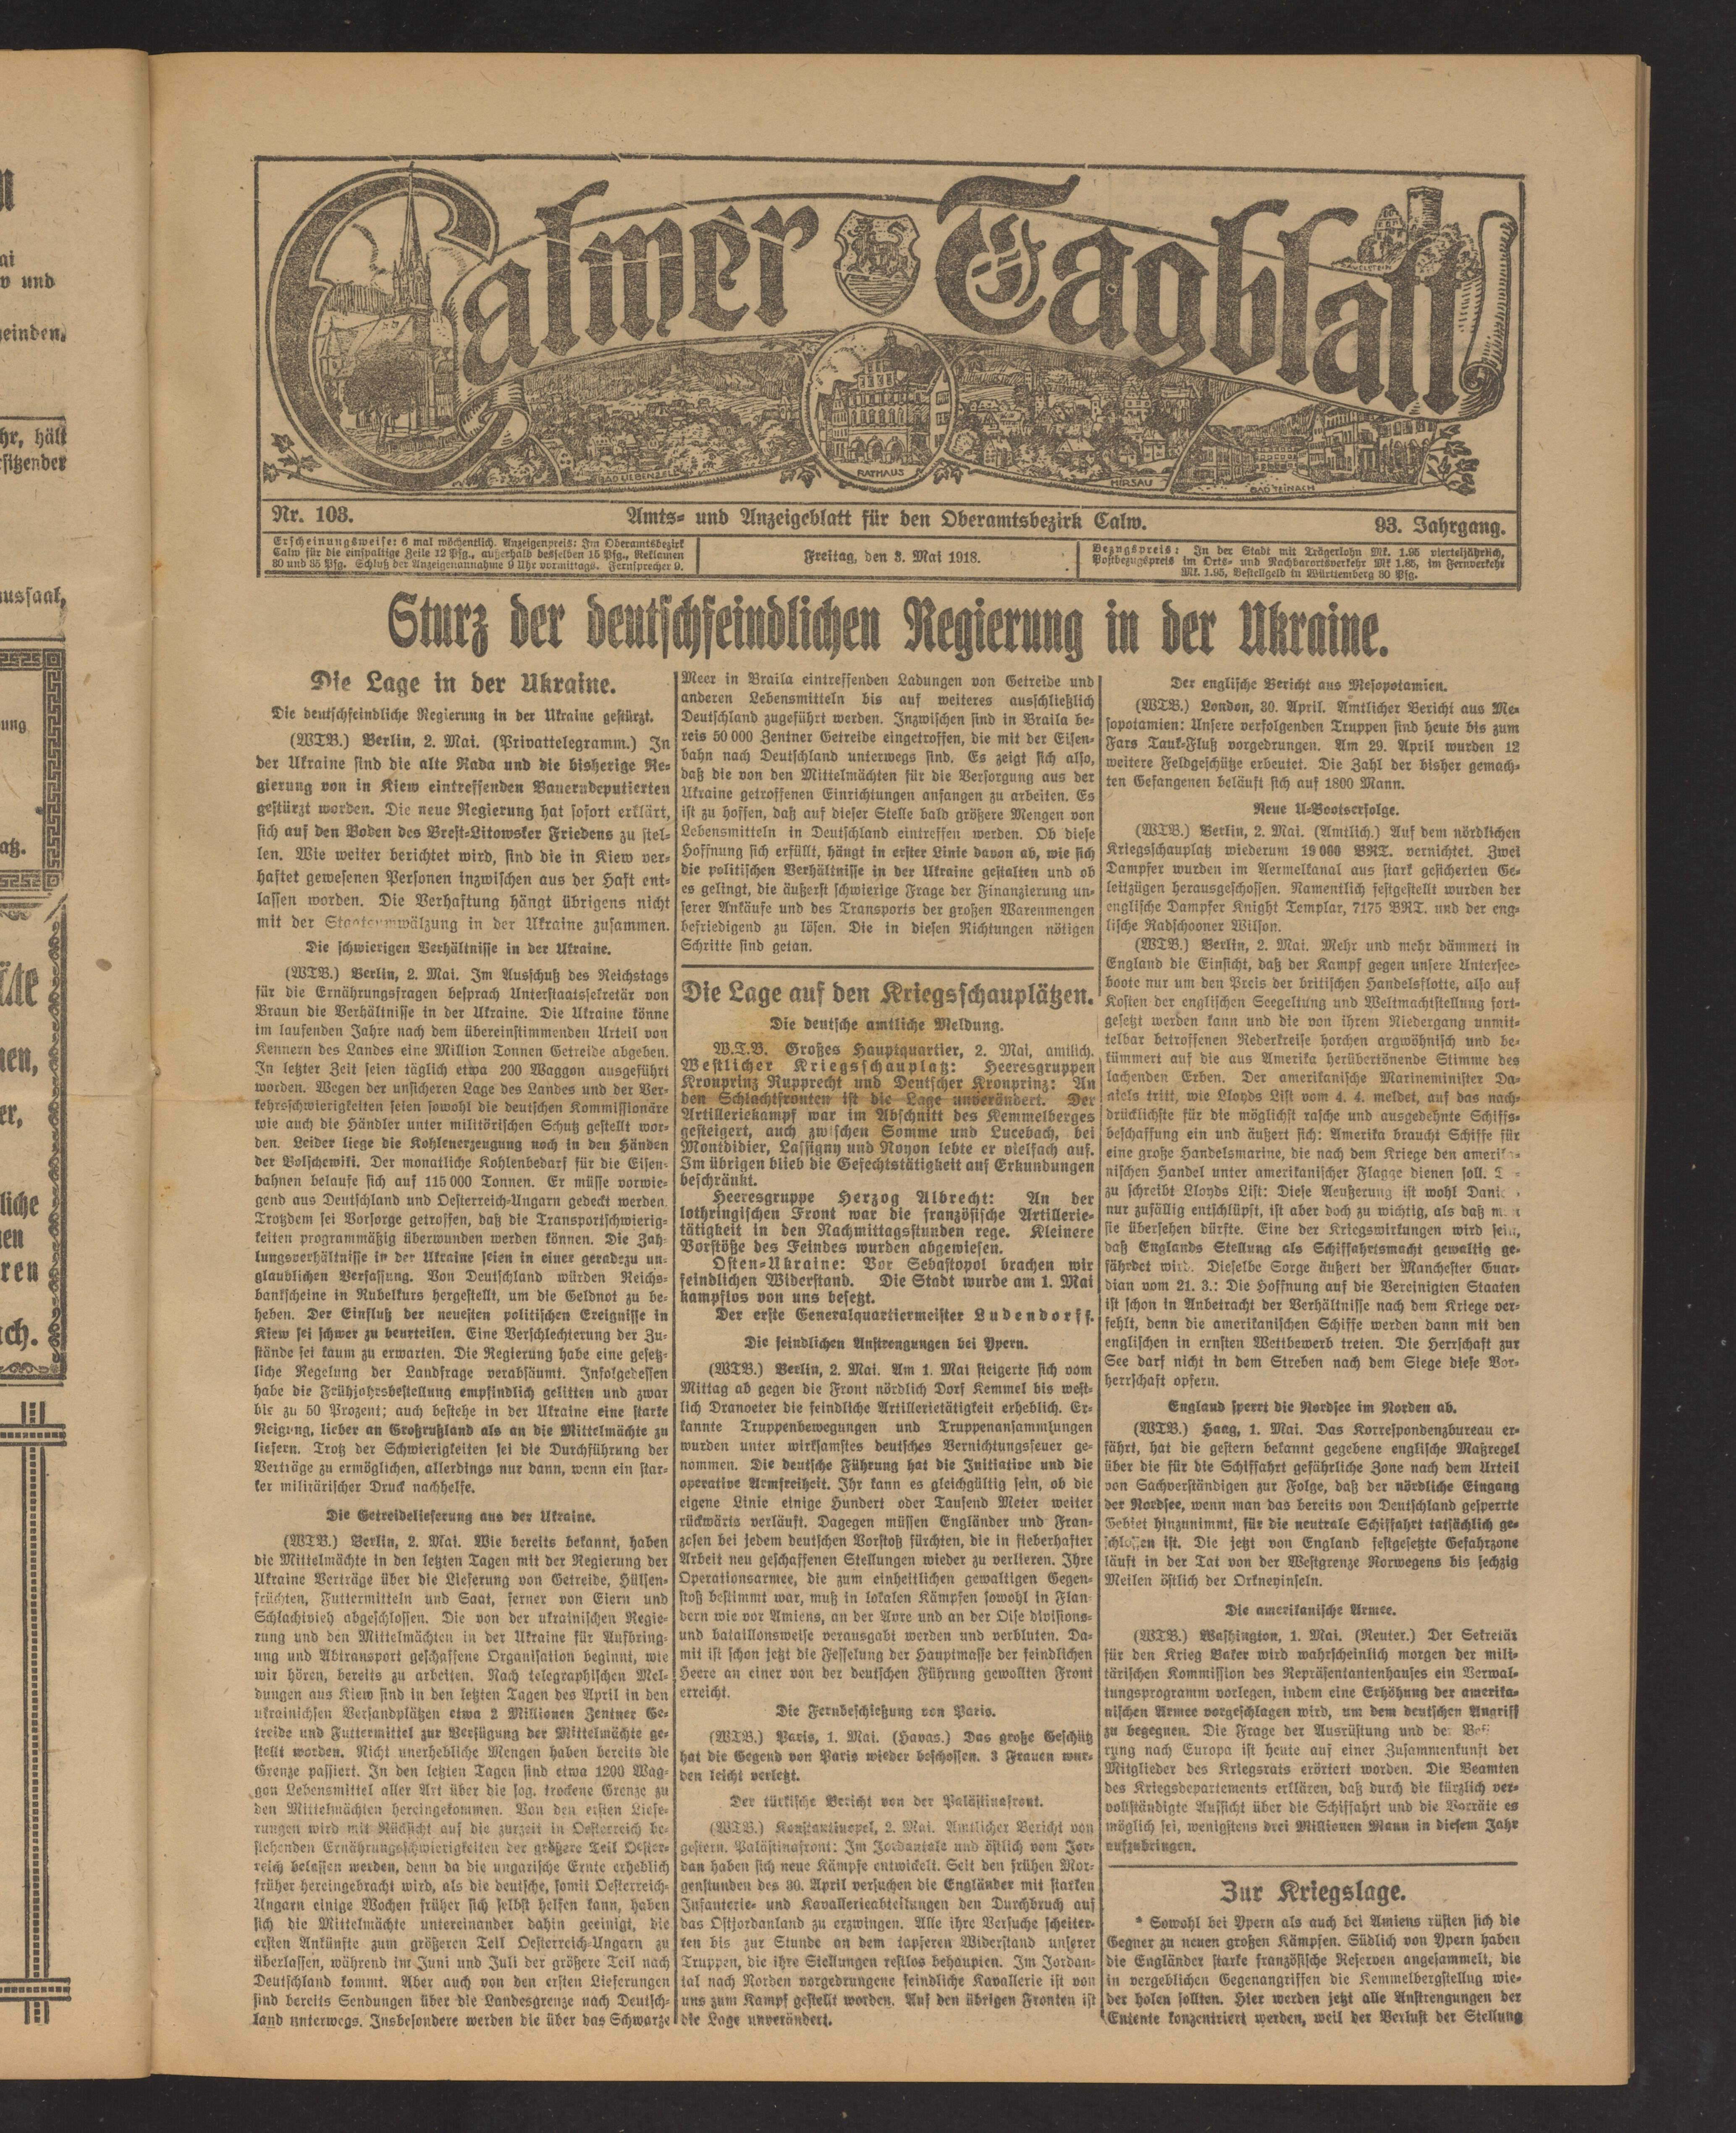 Calmer Tagblatt
ZAVELSTEIN
BAD LIEBENZELL
RATHAUS
HIRSAU
BAD TEINACH
Nr. 103.
Amts- und Anzeigeblatt für den Oberamtsbezirk Calw.
93. Jahrgang.
Erscheinungsweise: 6 mal wöchentlich. Anzeigenpreis: Im Oberamtsbezirk
Calw für die einspaltige Zeile 12 Pfg., außerhalb desselben 15 Pfg., Reklamen
30 und 35 Pfg. Schluß der Anzeigenannahme 9 Uhr vormittags. Fernsprecher 9.
Freitag, den 3. Mai 1918.
Bezugspreis: In der Stadt mit Trägerlohn Mk. 1.95 vierteljährlich,
Postbezugspreis im Orts- und Nachbarortsverkehr Mk 1.85, im Fernverkehr
Mk. 1.95, Bestellgeld in Württemberg 30 Pfg.
Sturz der deutschfeindlichen Regierung in der Ukraine.
Die Lage in der Ukraine.
Die deutschfeindliche Regierung in der Ukraine gestürzt.
(WTB.) Berlin, 2. Mai. (Privattelegramm.) In
der Ukraine sind die alte Rada und die bisherige Re-
gierung von in Kiew eintreffenden Bauerndeputierten
gestürzt worden. Die neue Regierung hat sofort erklärt,
sich auf den Boden des Brest-Litowsker Friedens zu stel-
len. Wie weiter berichtet wird, sind die in Kiew ver-
haftet gewesenen Personen inzwischen aus der Haft ent-
lassen worden. Die Verhaftung hängt übrigens nicht
mit der Staatsumwälzung in der Ukraine zusammen.
Die schwierigen Verhältnisse in der Ukraine.
(WTB.) Berlin, 2. Mai. Im Ausschuß des Reichstags
für die Ernährungsfragen besprach Unterstaatssekretär von
Braun die Verhältnisse in der Ukraine. Die Ukraine könne
im laufenden Jahre nach dem übereinstimmenden Urteil von
Kennern des Landes eine Million Tonnen Getreide abgeben.
In letzter Zeit seien täglich etwa 200 Waggon ausgeführt
worden. Wegen der unsicheren Lage des Landes und der Ver-
kehrsschwierigkeiten seien sowohl die deutschen Kommissionäre
wie auch die Händler unter militörischen Schutz gestellt wor-
den. Leider liege die Kohlenerzeugung noch in den Händen
der Bolschewiki. Der monatliche Kohlenbedarf für die Eisen-
bahnen belaufe sich auf 115 000 Tonnen. Er müsse vorwie-
gend aus Deutschland und Oesterreich-Ungarn gedeckt werden.
Trotzdem sei Vorsorge getroffen, daß die Transportschwierig-
keiten programmäßig überwunden werden können. Die Zah-
lungsverhältnisse in der Ukraine seien in einer geradezu un-
glaublichen Verfassung. Von Deutschland würden Reichs-
bankscheine in Rubelkurs hergestellt, um die Geldnot zu be-
heben. Der Einfluß der neuesten politischen Ereignisse in
Kiew sei schwer zu beurteilen. Eine Verschlechterung der Zu-
stände sei kaum zu erwarten. Die Regierung habe eine gesetz-
liche Regelung der Landfrage verabsäumt. Infolgedessen
habe die Frühjahrsbestellung empfindlich gelitten und zwar
bis zu 50 Prozent; auch bestehe in der Ukraine eine starke
Neigung, lieber an Großrußland als an die Mittelmächte zu
liefern. Trotz der Schwierigkeiten sei die Durchführung der
Verträge zu ermöglichen, allerdings nur dann, wenn ein star-
ker militärischer Druck nachhelfe.
Die Getreidelieferung aus der Ukraine.
(WTB.) Berlin, 2. Mai. Wie bereits bekannt, haben
die Mittelmächte in den letzten Tagen mit der Regierung der
Ukraine Verträge über die Lieferung von Getreide, Hülsen-
früchten, Futtermitteln und Saat, ferner von Eiern und
Schlachtvieh abgeschlossen. Die von der ukrainischen Regie-
rung und den Mittelmächten in der Ukraine für Aufbring-
ung und Abtransport geschaffene Organisation beginnt, wie
wir hören, bereits zu arbeiten. Nach telegraphischen Mel-
dungen aus Kiew sind in den letzten Tagen des April in den
ukrainischen Versandplätzen etwa 2 Millionen Zentner Ge-
treide und Futtermittel zur Verfügung der Mittelmächte ge-
stellt worden. Nicht unerhebliche Mengen haben bereits die
Grenze passiert. In den letzten Tagen sind etwa 1200 Wag-
gon Lebensmittel aller Art über die sog. trockene Grenze zu
den Mittelmächten hereingekommen. Von den ersten Liefe-
rungen wird mit Rücksicht auf die zurzeit in Oesterreich be-
stehenden Ernährungsschwierigkeiten der größere Teil Oester-
reich belassen werden, denn da die ungarische Ernte erheblich
früher hereingebracht wird, als die deutsche, somit Oesterreich-
Ungarn einige Wochen früher sich selbst helfen kann, haben
sich die Mittelmächte untereinander dahin geeinigt, die
ersten Ankünfte zum größeren Teil Oesterreich-Ungarn zu
überlassen, während im Juni und Juli der größere Teil nach
Deutschland kommt. Aber auch von den ersten Lieferungen
sind bereits Sendungen über die Landesgrenze nach Deutsch-
land unterwegs. Insbesondere werden die über das Schwarze
Meer in Braila eintreffenden Ladungen von Getreide und
anderen Lebensmitteln bis auf weiteres ausschließlich
Deutschland zugeführt werden. Inzwischen sind in Braila be-
reis 50 000 Zentner Getreide eingetroffen, die mit der Eisen-
bahn nach Deutschland unterwegs sind. Es zeigt sich also,
daß die von den Mittelmächten für die Versorgung aus der
Ukraine getroffenen Einrichtungen anfangen zu arbeiten. Es
ist zu hoffen, daß auf dieser Stelle bald größere Mengen von
Lebensmitteln in Deutschland eintreffen werden. Ob diese
Hoffnung sich erfüllt, hängt in erster Linie davon ab, wie sich
die politischen Verhältnisse in der Ukraine gestalten und ob
es gelingt, die äußerst schwierige Frage der Finanzierung un-
serer Ankäufe und des Transports der großen Warenmengen
befriedigend zu lösen. Die in diesen Richtungen nötigen
Schritte sind getan.
Die Lage auf den Kriegsschauplätzen.
Die deutsche amtliche Meldung.
W.T.B. Großes Hauptquartier, 2. Mai, amtlich.
Westlicher Kriegsschauplatz: Heeresgruppen
Kronprinz Rupprecht und Deutscher Kronprinz: An
den Schlachtfronten ist die Lage unverändert. Der
Artilleriekampf war im Abschnitt des Kemmelberges
gesteigert, auch zwischen Somme und Lucebach, bei
Montdidier, Lassigny und Noyon lebte er vielfach auf.
Im übrigen blieb die Gefechtstätigkeit auf Erkundungen
beschränkt.
Heeresgruppe Herzog Albrecht: An der
lothringischen Front war die französische Artillerie-
tätigkeit in den Nachmittagsstunden rege. Kleinere
Vorstöße des Feindes wurden abgewiesen.
Osten-Ukraine: Vor Sebastopol brachen wir
feindlichen Widerstand. Die Stadt wurde am 1. Mai
kampflos von uns besetzt.
Der erste Generalquartiermeister Ludendorff.
Die feindlichen Anstrengungen bei Ypern.
(WTB.) Berlin, 2. Mai. Am 1. Mai steigerte sich vom
Mittag ab gegen die Front nördlich Dorf Kemmel bis west-
lich Dranoeter die feindliche Artillerietätigkeit erheblich. Er-
kannte Truppenbewegungen und Truppenansammlungen
wurden unter wirksamstes deutsches Vernichtungsfeuer ge-
nommen. Die deutsche Führung hat die Initiative und die
operative Armfreiheit. Ihr kann es gleichgültig sein, ob die
eigene Linie einige Hundert oder Tausend Meter weiter
rückwärts verläuft. Dagegen müssen Engländer und Fran-
zosen bei jedem deutschen Vorstoß fürchten, die in fieberhafter
Arbeit neu geschaffenen Stellungen wieder zu verlieren. Ihre
Operationsarmee, die zum einheitlichen gewaltigen Gegen-
stoß bestimmt war, muß in lokalen Kämpfen sowohl in Flan-
dern wie vor Amiens, an der Avre und an der Oise divisions-
und bataillonsweise verausgabt werden und verbluten. Da-
mit ist schon jetzt die Fesselung der Hauptmasse der feindlichen
Heere an einer von der deutschen Führung gewollten Front
erreicht.
Die Fernbeschießung von Paris.
(WTB.) Paris, 1. Mai. (Havas.) Das große Geschütz
hat die Gegend von Paris wieder beschossen. 3 Frauen wur-
den leicht verletzt.
Der türkische Bericht von der Palästinafront.
(WTB.) Konstantinopel, 2. Mai. Amtlicher Bericht von
gestern. Palästinafront: Im Jordantale und östlich vom Jor-
dan haben sich neue Kämpfe entwickelt. Seit den frühen Mor-
genstunden des 30. April versuchen die Engländer mit starken
Infanterie- und Kavallerieabteilungen den Durchbruch auf
das Ostjordanland zu erzwingen. Alle ihre Versuche scheiter-
ten bis zur Stunde an dem tapferen Widerstand unserer
Truppen, die ihre Stellungen restlos behaupten. Im Jordan-
tal nach Norden vorgedrungene feindliche Kavallerie ist von
uns zum Kampf gestellt worden. Auf den übrigen Fronten ist
die Lage unverändert.
Der englische Bericht aus Mesopotamien.
(WTB.) London, 30. April. Amtlicher Bericht aus Me-
sopotamien: Unsere verfolgenden Truppen sind heute bis zum
Fars Tauk-Fluß vorgedrungen. Am 29. April wurden 12
weitere Feldgeschütze erbeutet. Die Zahl der bisher gemach-
ten Gefangenen beläuft sich auf 1800 Mann.
Neue U-Bootserfolge.
(WTB.) Berlin, 2. Mai. (Amtlich.) Auf dem nördlichen
Kriegsschauplatz wiederum 19 000 BRT. vernichtet. Zwei
Dampfer wurden im Aermelkanal aus stark gesicherten Ge-
leitzügen herausgeschossen. Namentlich festgestellt wurden der
englische Dampfer Knight Templar, 7175 BRT. und der eng-
lische Radschooner Wilson.
(WTB.) Berlin, 2. Mai. Mehr und mehr dämmert in
England die Einsicht, daß der Kampf gegen unsere Untersee-
boote nur um den Preis der britischen Handelsflotte, also auf
Kosten der englischen Seegeltung und Weltmachtstellung fort-
gesetzt werden kann und die von ihrem Niedergang unmit-
telbar betroffenen Rederkreise horchen argwöhnisch und be-
kümmert auf die aus Amerika herübertönende Stimme des
lachenden Erben. Der amerikanische Marineminister Da-
niels tritt, wie Lloyds List vom 4. 4. meldet, auf das nach-
drücklichste für die möglichst rasche und ausgedehnte Schiffs-
beschaffung ein und äußert sich: Amerika braucht Schiffe für
eine große Handelsmarine, die nach dem Kriege den amerika-
nischen Handel unter amerikanischer Flagge dienen soll.
zu schreibt Lloyds List: Diese Aeußerung ist wohl
nur zufällig entschlüpft, ist aber doch zu wichtig, als daß man
sie übersehen dürfte. Eine der Kriegswirkungen wird sein,
daß Englands Stellung als Schiffahrtsmacht gewaltig ge-
fährdet wird. Dieselbe Sorge äußert der Manchester Guar-
dian vom 21. 3.: Die Hoffnung auf die Vereinigten Staaten
ist schon in Anbetracht der Verhältnisse nach dem Kriege ver-
fehlt, denn die amerikanischen Schiffe werden dann mit den
englischen in ernsten Wettbewerb treten. Die Herrschaft zur
See darf nicht in dem Streben nach dem Siege diese Vor-
herrschaft opfern.
England sperrt die Nordsee im Norden ab.
(WTB.) Haag, 1. Mai. Das Korrespondenzbureau er-
fährt, hat die gestern bekannt gegebene englische Maßregel
über die für die Schiffahrt gefährliche Zone nach dem Urteil
von Sachverständigen zur Folge, daß der nördliche Eingang
der Nordsee, wenn man das bereits von Deutschland gesperrte
Gebiet hinzunimmt, für die neutrale Schiffahrt tatsächlich ge-
schlossen ist. Die jetzt von England festgesetzte Gefahrzone
läuft in der Tat von der Westgrenze Norwegens bis sechzig
Meilen östlich der Orkneyinseln.
Die amerikanische Armee.
(WTB.) Washington, 1. Mai. (Reuter.) Der Sekretär
für den Krieg Baker wird wahrscheinlich morgen der mili-
tärischen Kommission des Repräsentantenhauses ein Verwal-
tungsprogramm vorlegen, indem eine Erhöhung der amerika-
nischen Armee vorgeschlagen wird, um dem deutschen Angriff
zu begegnen. Die Frage der Ausrüstung und der
rung nach Europa ist heute auf einer Zusammenkunft der
Mitglieder des Kriegsrats erörtert worden. Die Beamten
des Kriegsdepartements erklären, daß durch die kürzlich ver-
vollständigte Aufsicht über die Schiffahrt und die Vorräte es
möglich sei, wenigstens drei Millionen Mann in diesem Jahr
aufzubringen.
Zur Kriegslage.
* Sowohl bei Ypern als auch bei Amiens rüsten sich die
Gegner zu neuen großen Kämpfen. Südlich von Ypern haben
die Engländer starke französische Reserven angesammelt, die
in vergeblichen Gegenangriffen die Kemmelbergstellug wie-
der holen sollten. Hier werden jetzt alle Anstrengungen der
Entente konzentriert werden, weil der Verlust der Stellung